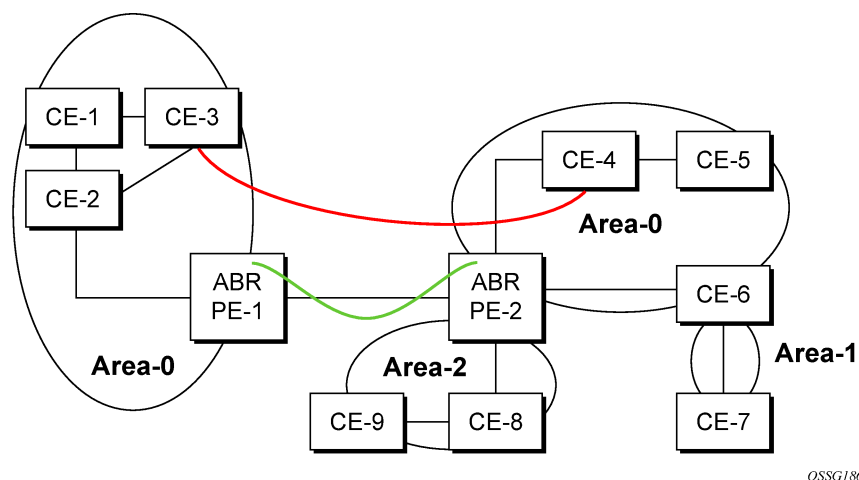 CE-1
CE-3
CE-2
ABR
PE-1
Area-0
CE-4
CE-5
Area-0
ABR
PE-2
CE-6
Area-2
Area-1
CE-9
CE-8
CE-7